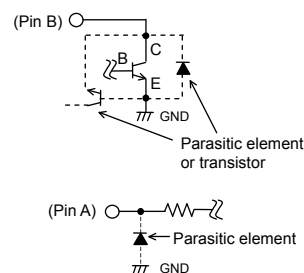 (Pin B)
C
B
E
GND
Parasitic element
or transistor
(Pin A)
Parasitic element
GND